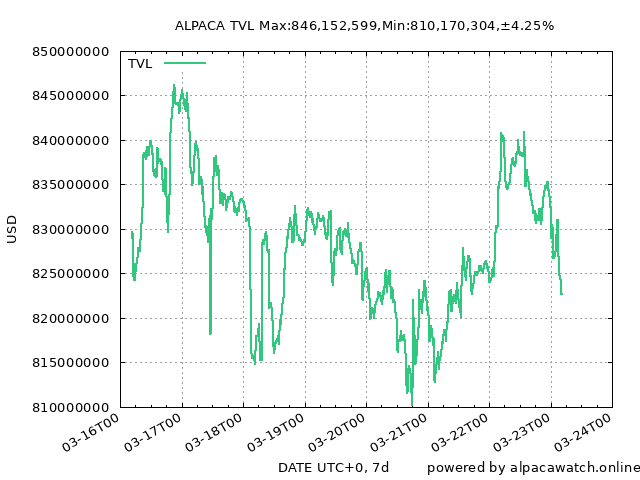 ALPACA TVL Max:846,152,599,Min:810,170,304,±4.25%
850000000
TVL
845000000
840000000
835000000
830000000
USD
825000000
820000000
815000000
810000000
03-16T00
03-17T00
03-18T00
03-19T00
03-20T00
03-21T00
03-22T00
03-23T00
03-24T00
DATE UTC+0, 7d
powered by alpacawatch.online